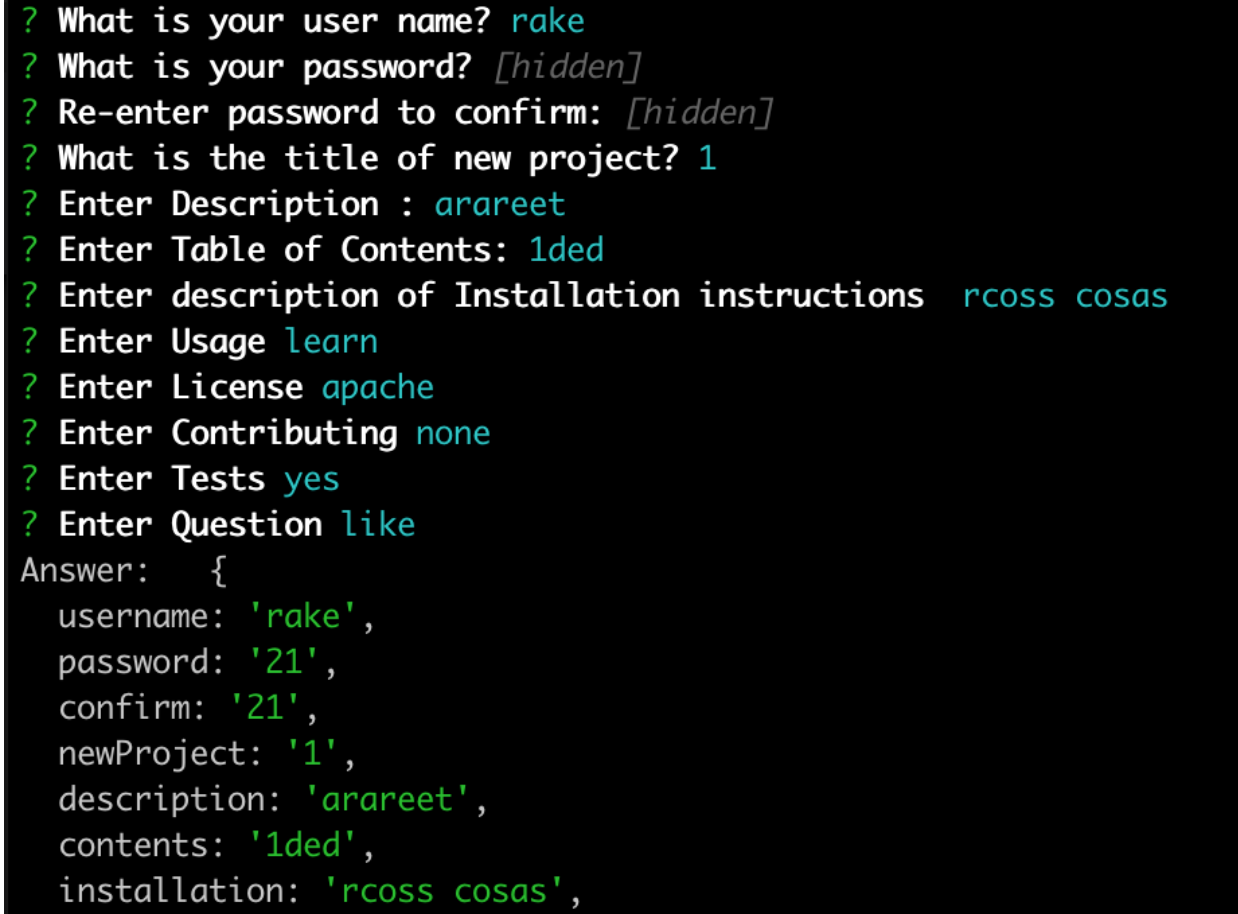 ? What is your user name? rake
? What is your password? [hidden]
? Re-enter password to confirm: [hidden]
? What is the title of new project? 1
? Enter Description : arareet
? Enter Table of Contents: 1ded
? Enter description of Installation instructions  rcoss cosas
? Enter Usage learn
? Enter License apache
? Enter Contributing none
? Enter Tests yes
? Enter Question like
Answer:   {
  username: 'rake',
  password: '21',
  confirm: '21',
  newProject: '1',
  description: 'arareet',
  contents: '1ded',
  installation: 'rcoss cosas',